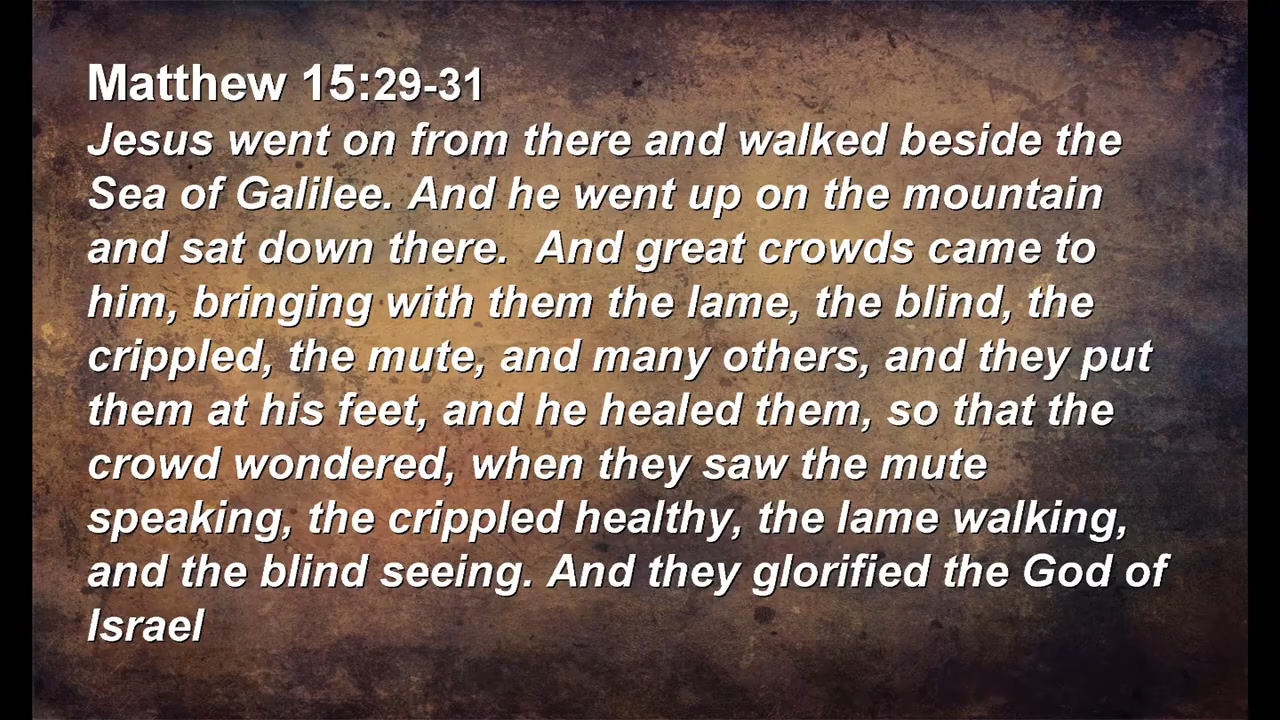 Matthew 15:29-31
Jesus went on from there and walked beside the
Sea of Galilee. And he went up on the mountain
and sat down there.  And great crowds came to
him, bringing with them the lame, the blind, the
crippled, the mute, and many others, and they put
them at his feet, and he healed them, so that the
crowd wondered, when they saw the mute
speaking, the crippled healthy, the lame walking,
and the blind seeing. And they glorified the God of
Israel